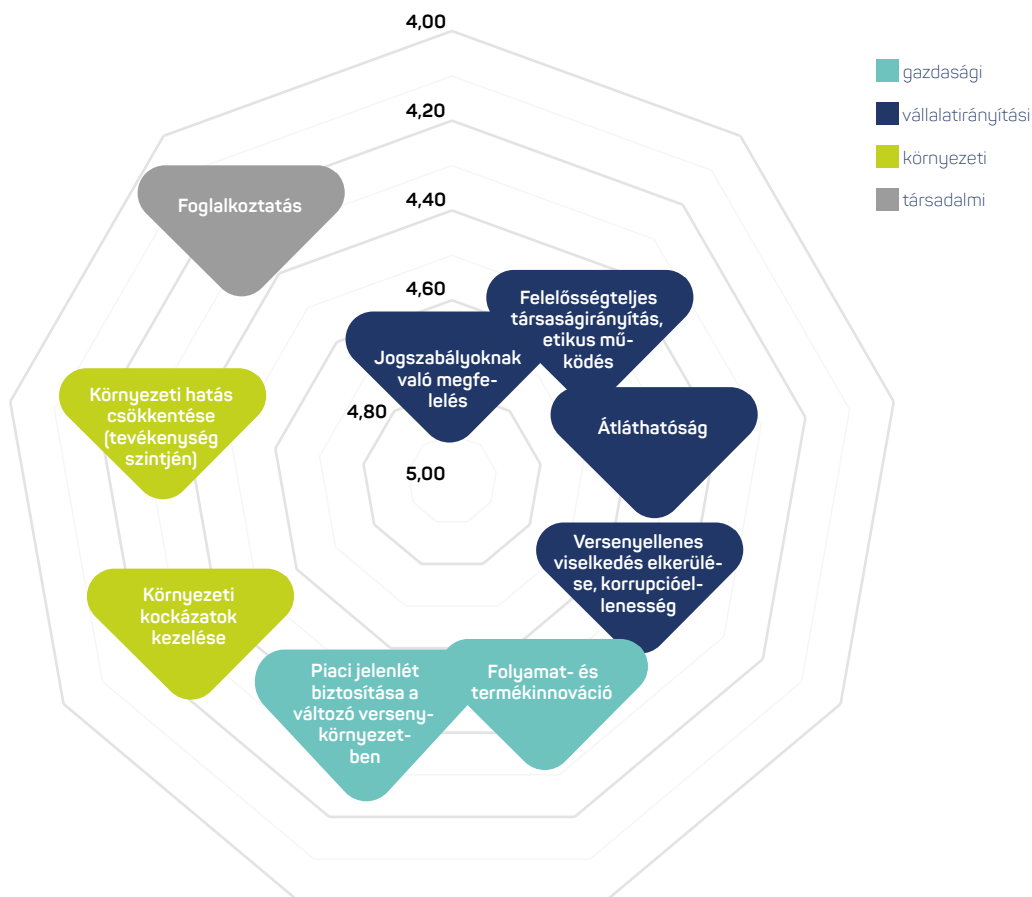 4,00
4,20
4,40
4,60
4,80
5,00
gazdasági
vállalatirányítási
környezeti
társadalmi
Foglalkoztatás
Felelősségteljes
társaságirányítás,
etikus mű-
ködés
Jogszabályoknak
való megfe-
lelés
Környezeti hatás
csökkentése
(tevékenység
szintjén)
Átláthatóság
Versenyellenes
viselkedés elkerülé-
se, korrupcióel-
lenesség
Környezeti
kockázatok
kezelése
Piaci jelenlét
biztosítása a
változó verseny-
környezet-
ben
Folyamat- és
termékinnováció